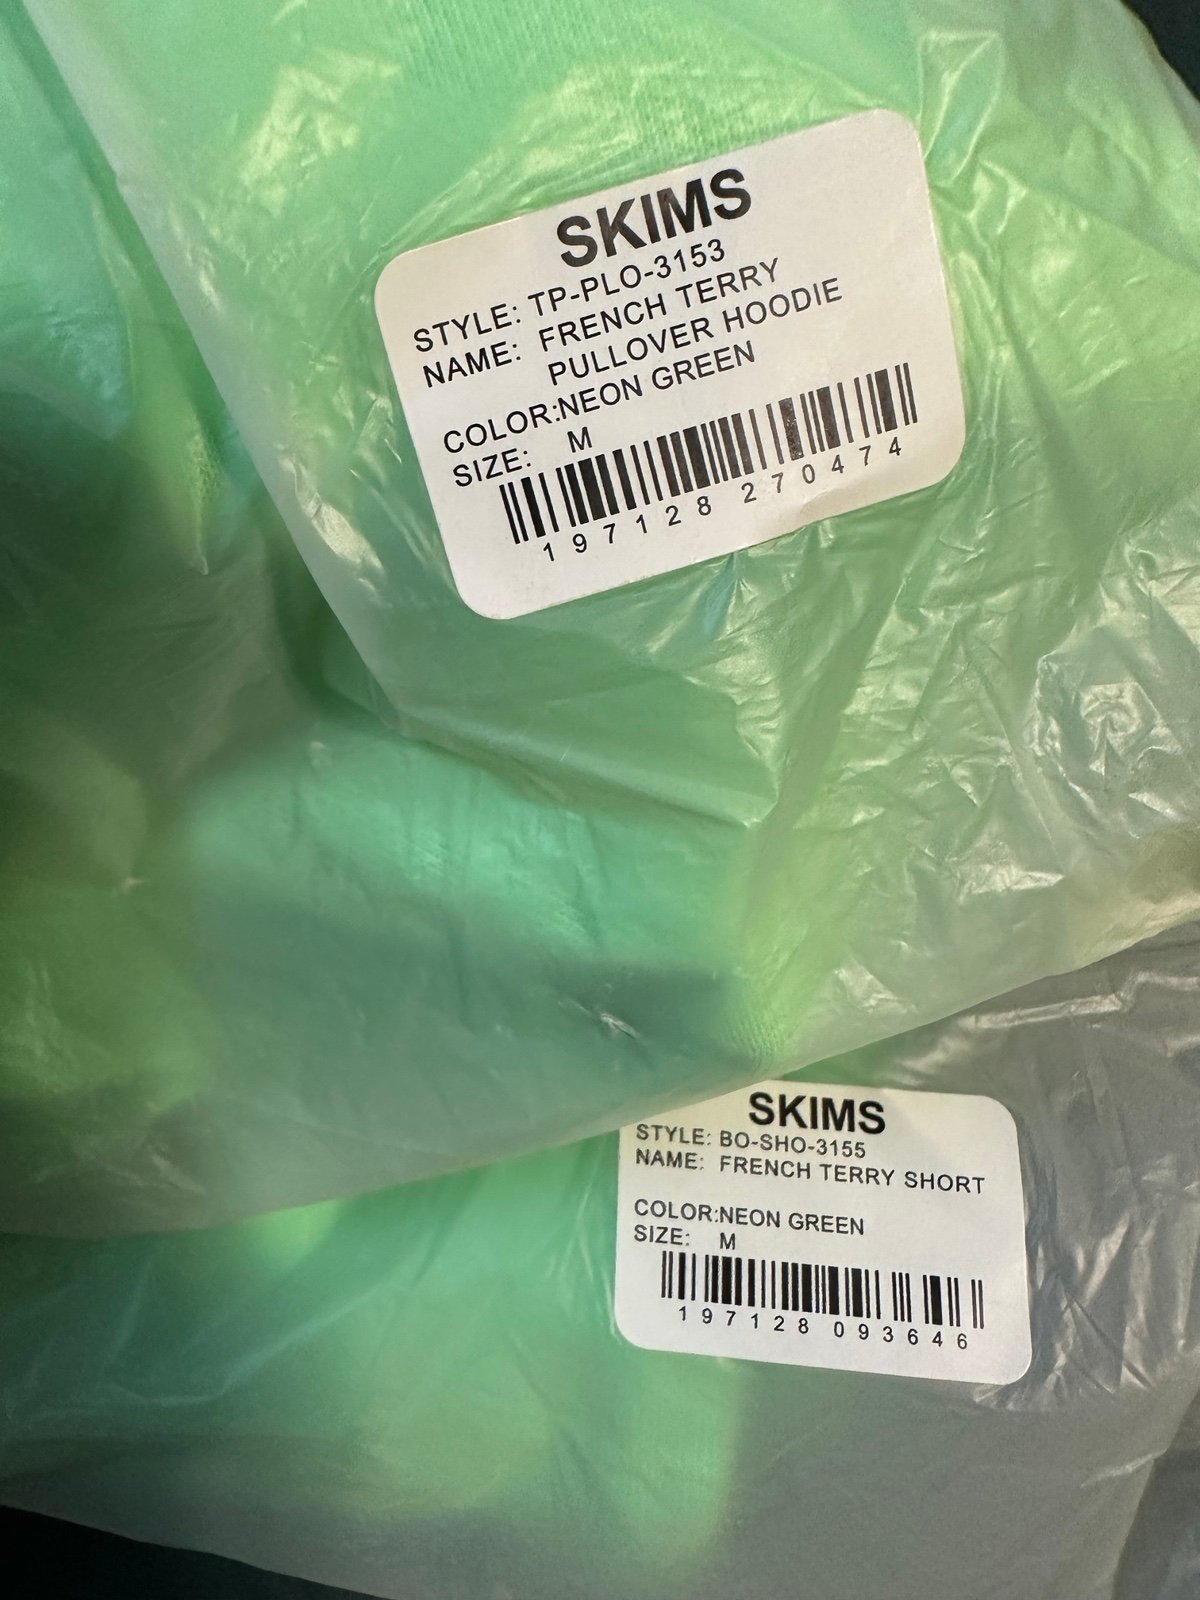 SKIMS
STYLE: TP-PLO-3153
NAME: FRENCH TERRY
PULLOVER HOODIE
COLOR:NEON GREEN
SIZE: M
197128 270474
SKIMS
STYLE: BO-SHO-3155
NAME: FRENCH TERRY SHORT
COLOR:NEON GREEN
SIZE: M
197128 093646